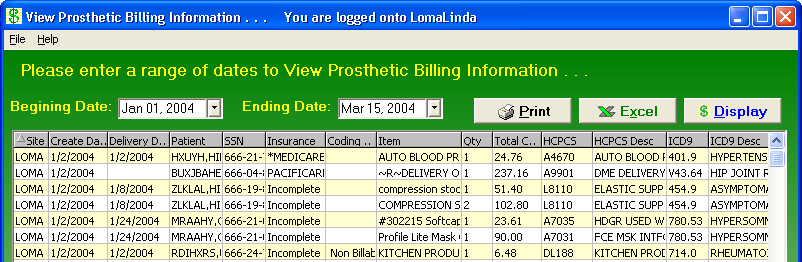 View Prosthetic Billing Information . . .    You are logged onto LomaLinda
File Help
Please enter a range of dates to View Prosthetic Billing Information . . .
Begining Date: Jan 01, 2004 Ending Date: Mar 15, 2004 Print Excel $ Display
Site Create Da... Delivery D... Patient SSN Insurance Coding ... Item Qty Total C... HCPCS HCPCS Desc ICD9 ICD9 Desc
LOMA 1/2/2004 1/2/2004 HXUYH,HI 666-21- *MEDICARE AUTO BLOOD PR 1 24.76 A4670 AUTO BLOOD 401.9 HYPERTENS
LOMA 1/2/2004 BUXJBAHE 666-04-8 PACIFICARI ~R~DELIVERY O 1 237.16 A9901 DME DELIVER V43.64 HIP JOINT R
LOMA 1/2/2004 1/8/2004 ZLKLAL,HI 666-19-8 Incomplete compression stoc 1 51.40 L8110 ELASTIC SUPP 454.9 ASYMPTOMA
LOMA 1/2/2004 1/8/2004 ZLKLAL,HI 666-19-8 Incomplete COMPRESSION S 2 102.80 L8110 ELASTIC SUPP 454.9 ASYMPTOMA
LOMA 1/2/2004 1/24/2004 MRAAHY,C 666-21-0 Incomplete #302215 Softcap 1 23.61 A7035 HDGR USED W 780.53 HYPERSOMN
LOMA 1/2/2004 1/24/2004 MRAAHY,C 666-21-0 Incomplete Profile Lite Mask 1 90.00 A7031 FCE MSK INTF 780.53 HYPERSOMN
LOMA 1/2/2004 1/2/2004 RDIHXRS, 666-24- Incomplete Non Billab KITCHEN PRODU 1 6.48 DL188 KITCHEN PROD 714.0 RHEUMATO